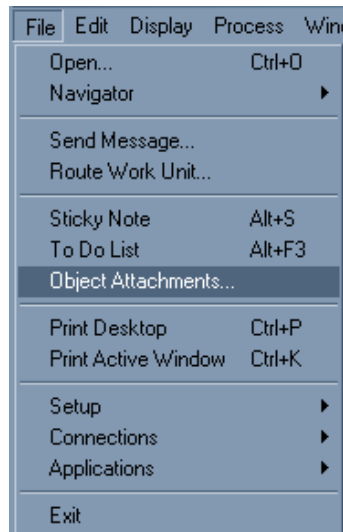 File Edit Display Process
Open... Ctrl+O
Navigator
Send Message...
Route Work Unit...
Sticky Note Alt+S
To Do List Alt+F3
Object Attachments...
Print Desktop Ctrl+P
Print Active Window Ctrl+K
Setup
Connections
Applications
Exit